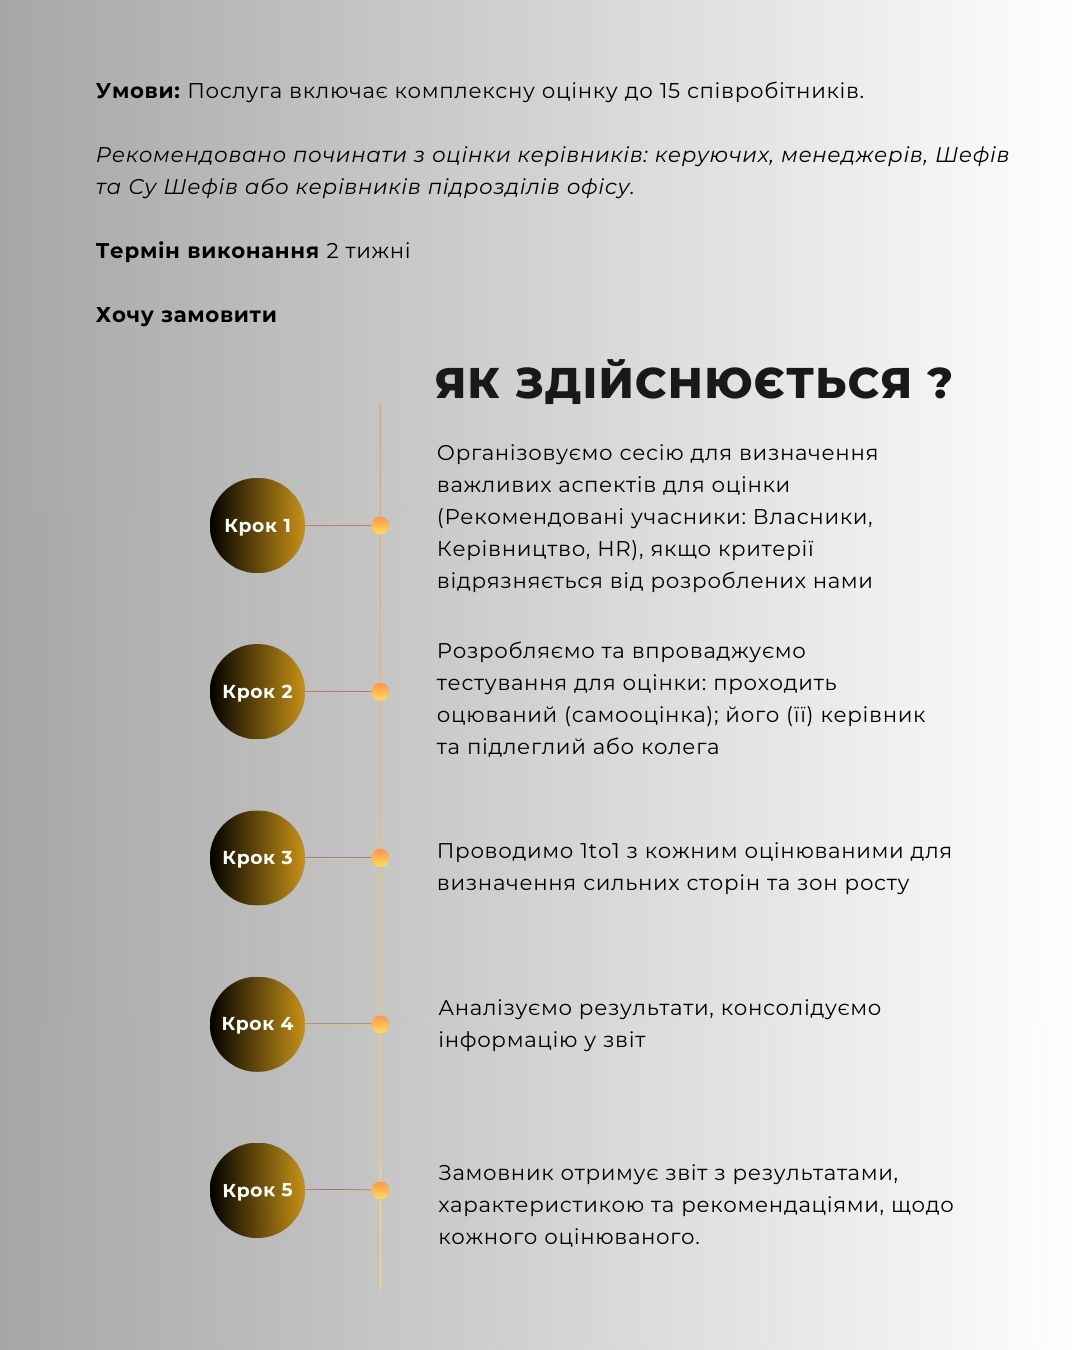 Умови: Послуга включає комплексну оцінку до 15 співробітників.
Рекомендовано починати з оцінки керівників: керуючих, менеджерів, Шефів
та Су Шефів або керівників підрозділів офісу.
Термін виконання 2 тижні
Хочу замовити
ЯК ЗДІЙСНЮЄТЬСЯ ?
Крок 1
Організовуємо сесію для визначення
важливих аспектів для оцінки
(Рекомендовані учасники: Власники,
Керівництво, HR), якщо критерії
відрязняється від розроблених нами
Крок 2
Розробляємо та впроваджуємо
тестування для оцінки: проходить
оцюваний (самооцінка); його (її) керівник
та підлеглий або колега
Крок 3
Проводимо 1to1 з кожним оцінюваними для
визначення сильних сторін та зон росту
Крок 4
Аналізуємо результати, консолідуємо
інформацію у звіт
Крок 5
Замовник отримує звіт з результатами,
характеристикою та рекомендаціями, щодо
кожного оцінюваного.